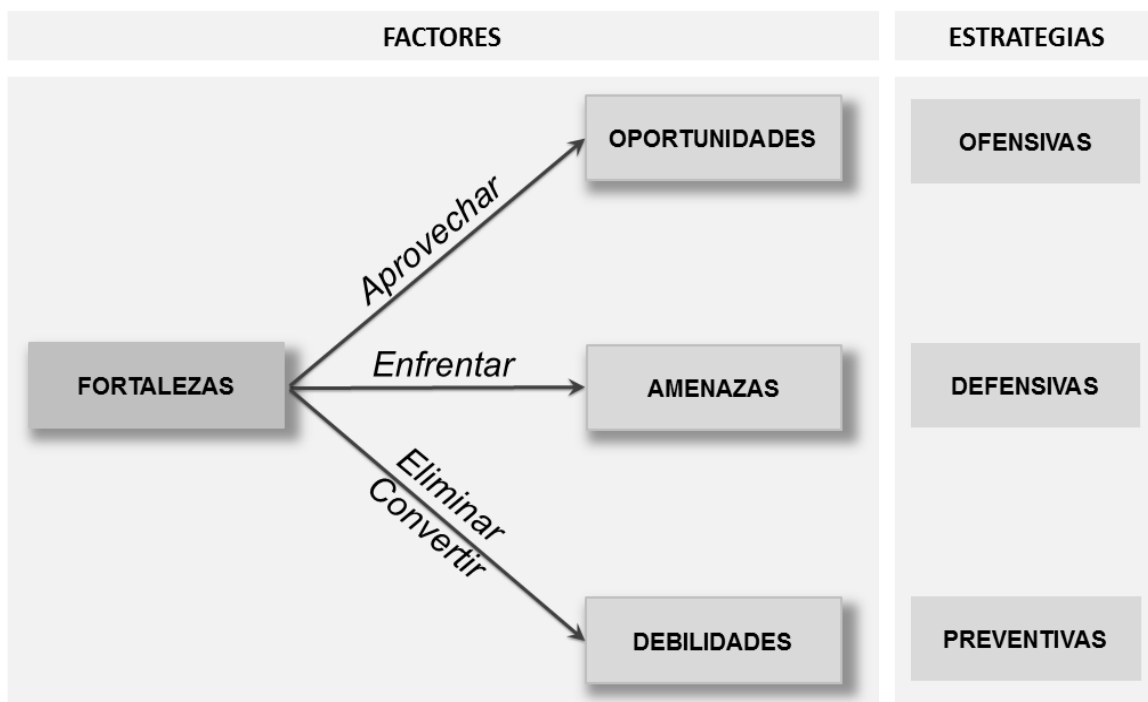 FACTORES
ESTRATEGIAS
OPORTUNIDADES
OFENSIVAS
Aprovechar
FORTALEZAS
Enfrentar
AMENAZAS
DEFENSIVAS
Eliminar
Convertir
DEBILIDADES
PREVENTIVAS